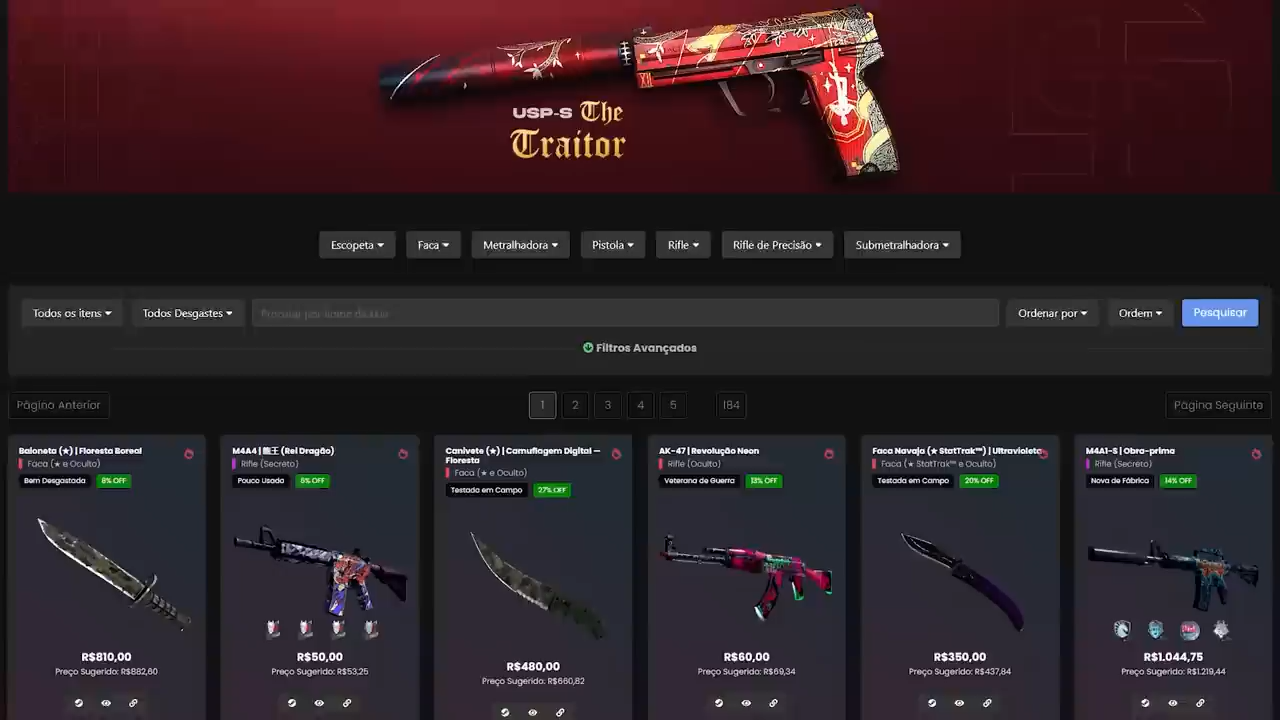 USP-S The
Traitor
XII
Escopeta
Faca
Metralhadora
Pistola
Rifle
Rifle de Precisão
Submetralhadora
Todos os itens
Todos Desgastes
Procurar por nome da skin
Ordenar por
Ordem
Pesquisar
Filtros Avançados
Página Anterior
1
2
3
4
5
184
Página Seguinte
Baioneta (★) | Floresta Boreal
Faca (★ e Oculto)
Bem Desgastada
8% OFF
R$810,00
Preço Sugerido: R$882,60
M4A4 | 龍王 (Rei Dragão)
Rifle (Secreto)
Pouco Usada
6% OFF
R$50,00
Preço Sugerido: R$53,25
Canivete (★) | Camuflagem Digital –
Floresta
Faca (★ e Oculto)
Testada em Campo
27% OFF
R$480,00
Preço Sugerido: R$660,82
AK-47 | Revolução Neon
Rifle (Oculto)
Veterana de Guerra
13% OFF
R$60,00
Preço Sugerido: R$69,34
Faca Navaja (★ StatTrak™) | Ultravioleta
Faca (★ StatTrak™ e Oculto)
Testada em Campo
20% OFF
R$350,00
Preço Sugerido: R$437,84
M4A1-S | Obra-prima
Rifle (Secreto)
Nova de Fábrica
14% OFF
R$1.044,75
Preço Sugerido: R$1.219,44